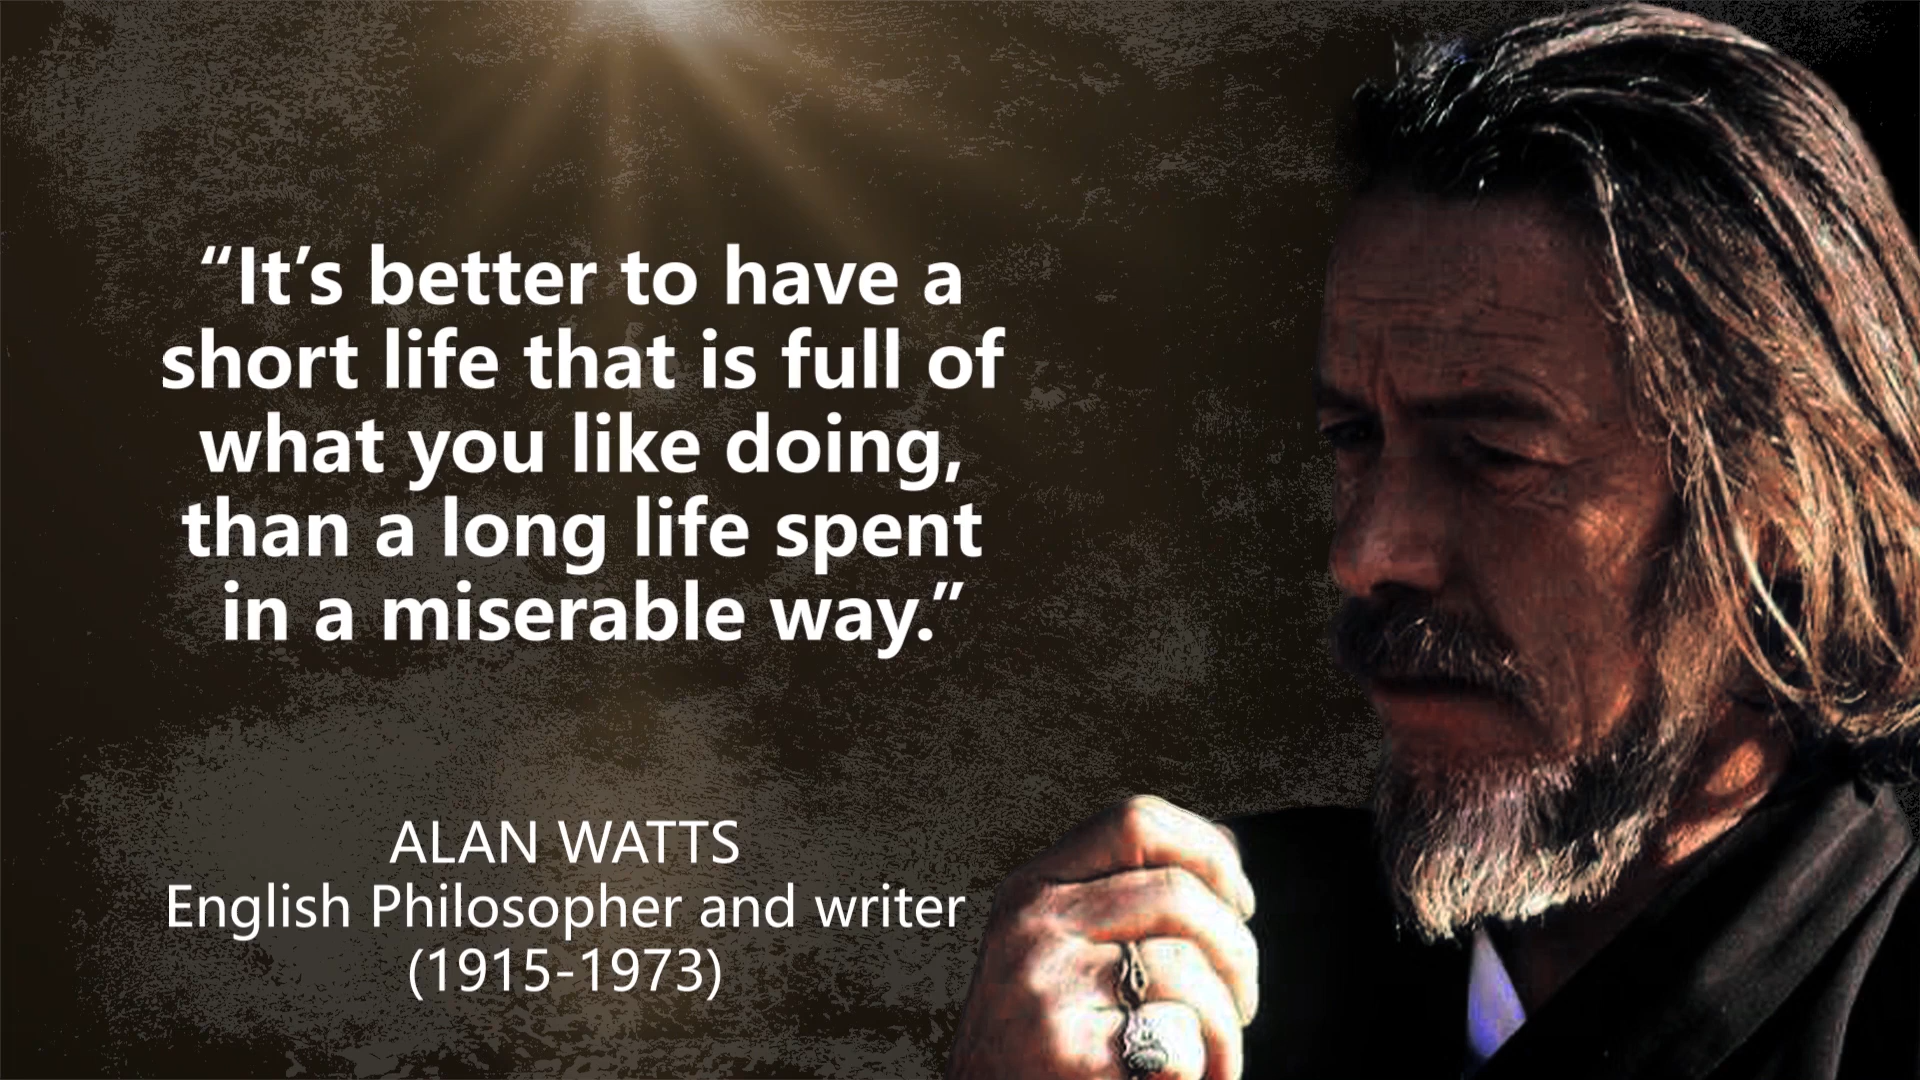 “It’s better to have a
short life that is full of
what you like doing,
than a long life spent
in a miserable way.”
ALAN WATTS
English Philosopher and writer
(1915-1973)